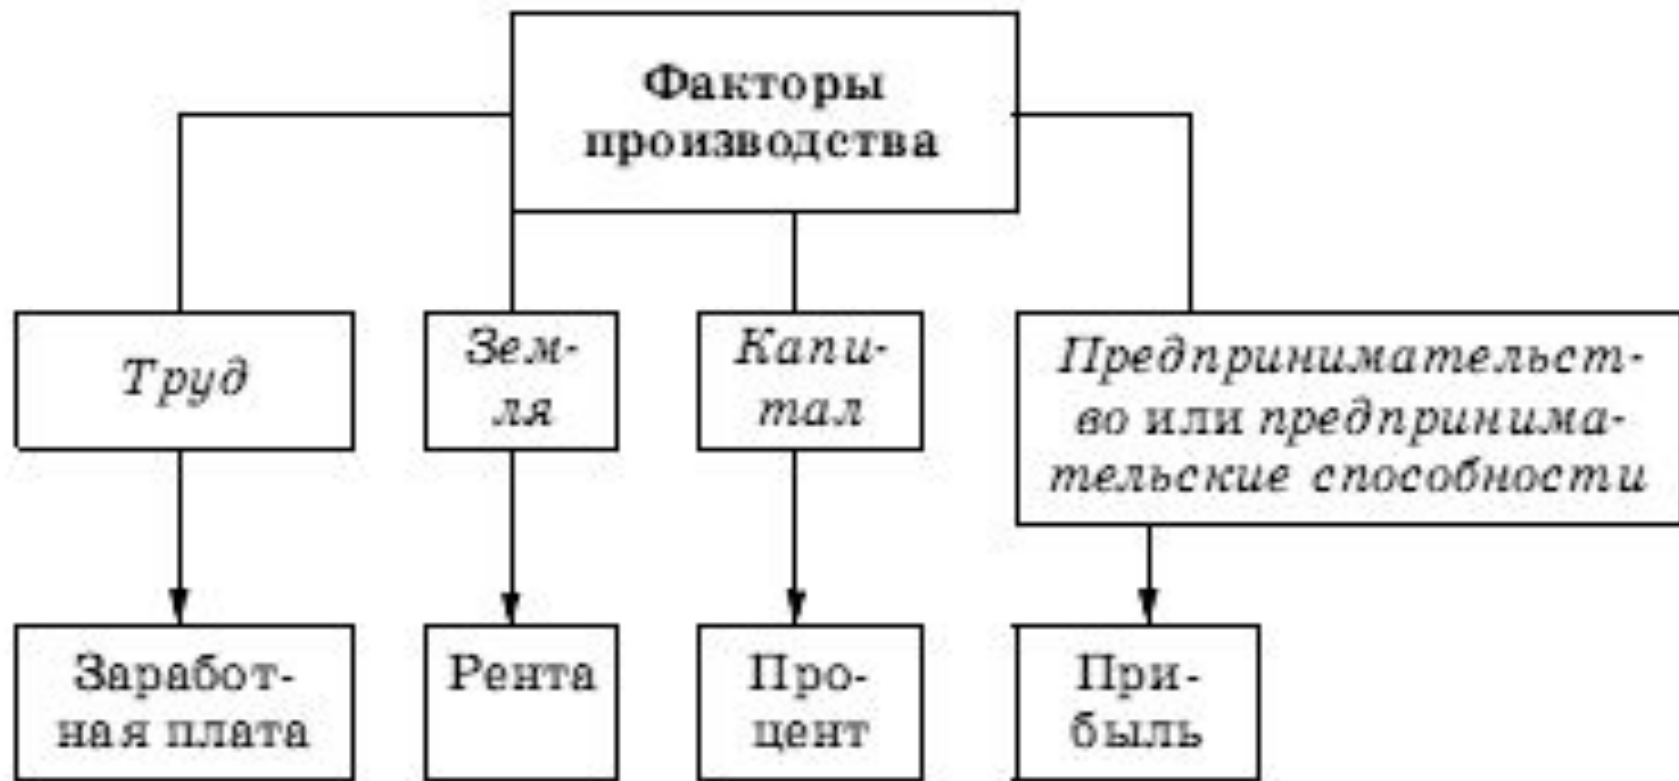 Факторы
производства
Труд
Зем-
ля
Капи-
тал
Предпринимательст-
во или предпринима-
тельские способности
Заработ-
ная плата
Рента
Про-
цент
При-
быль